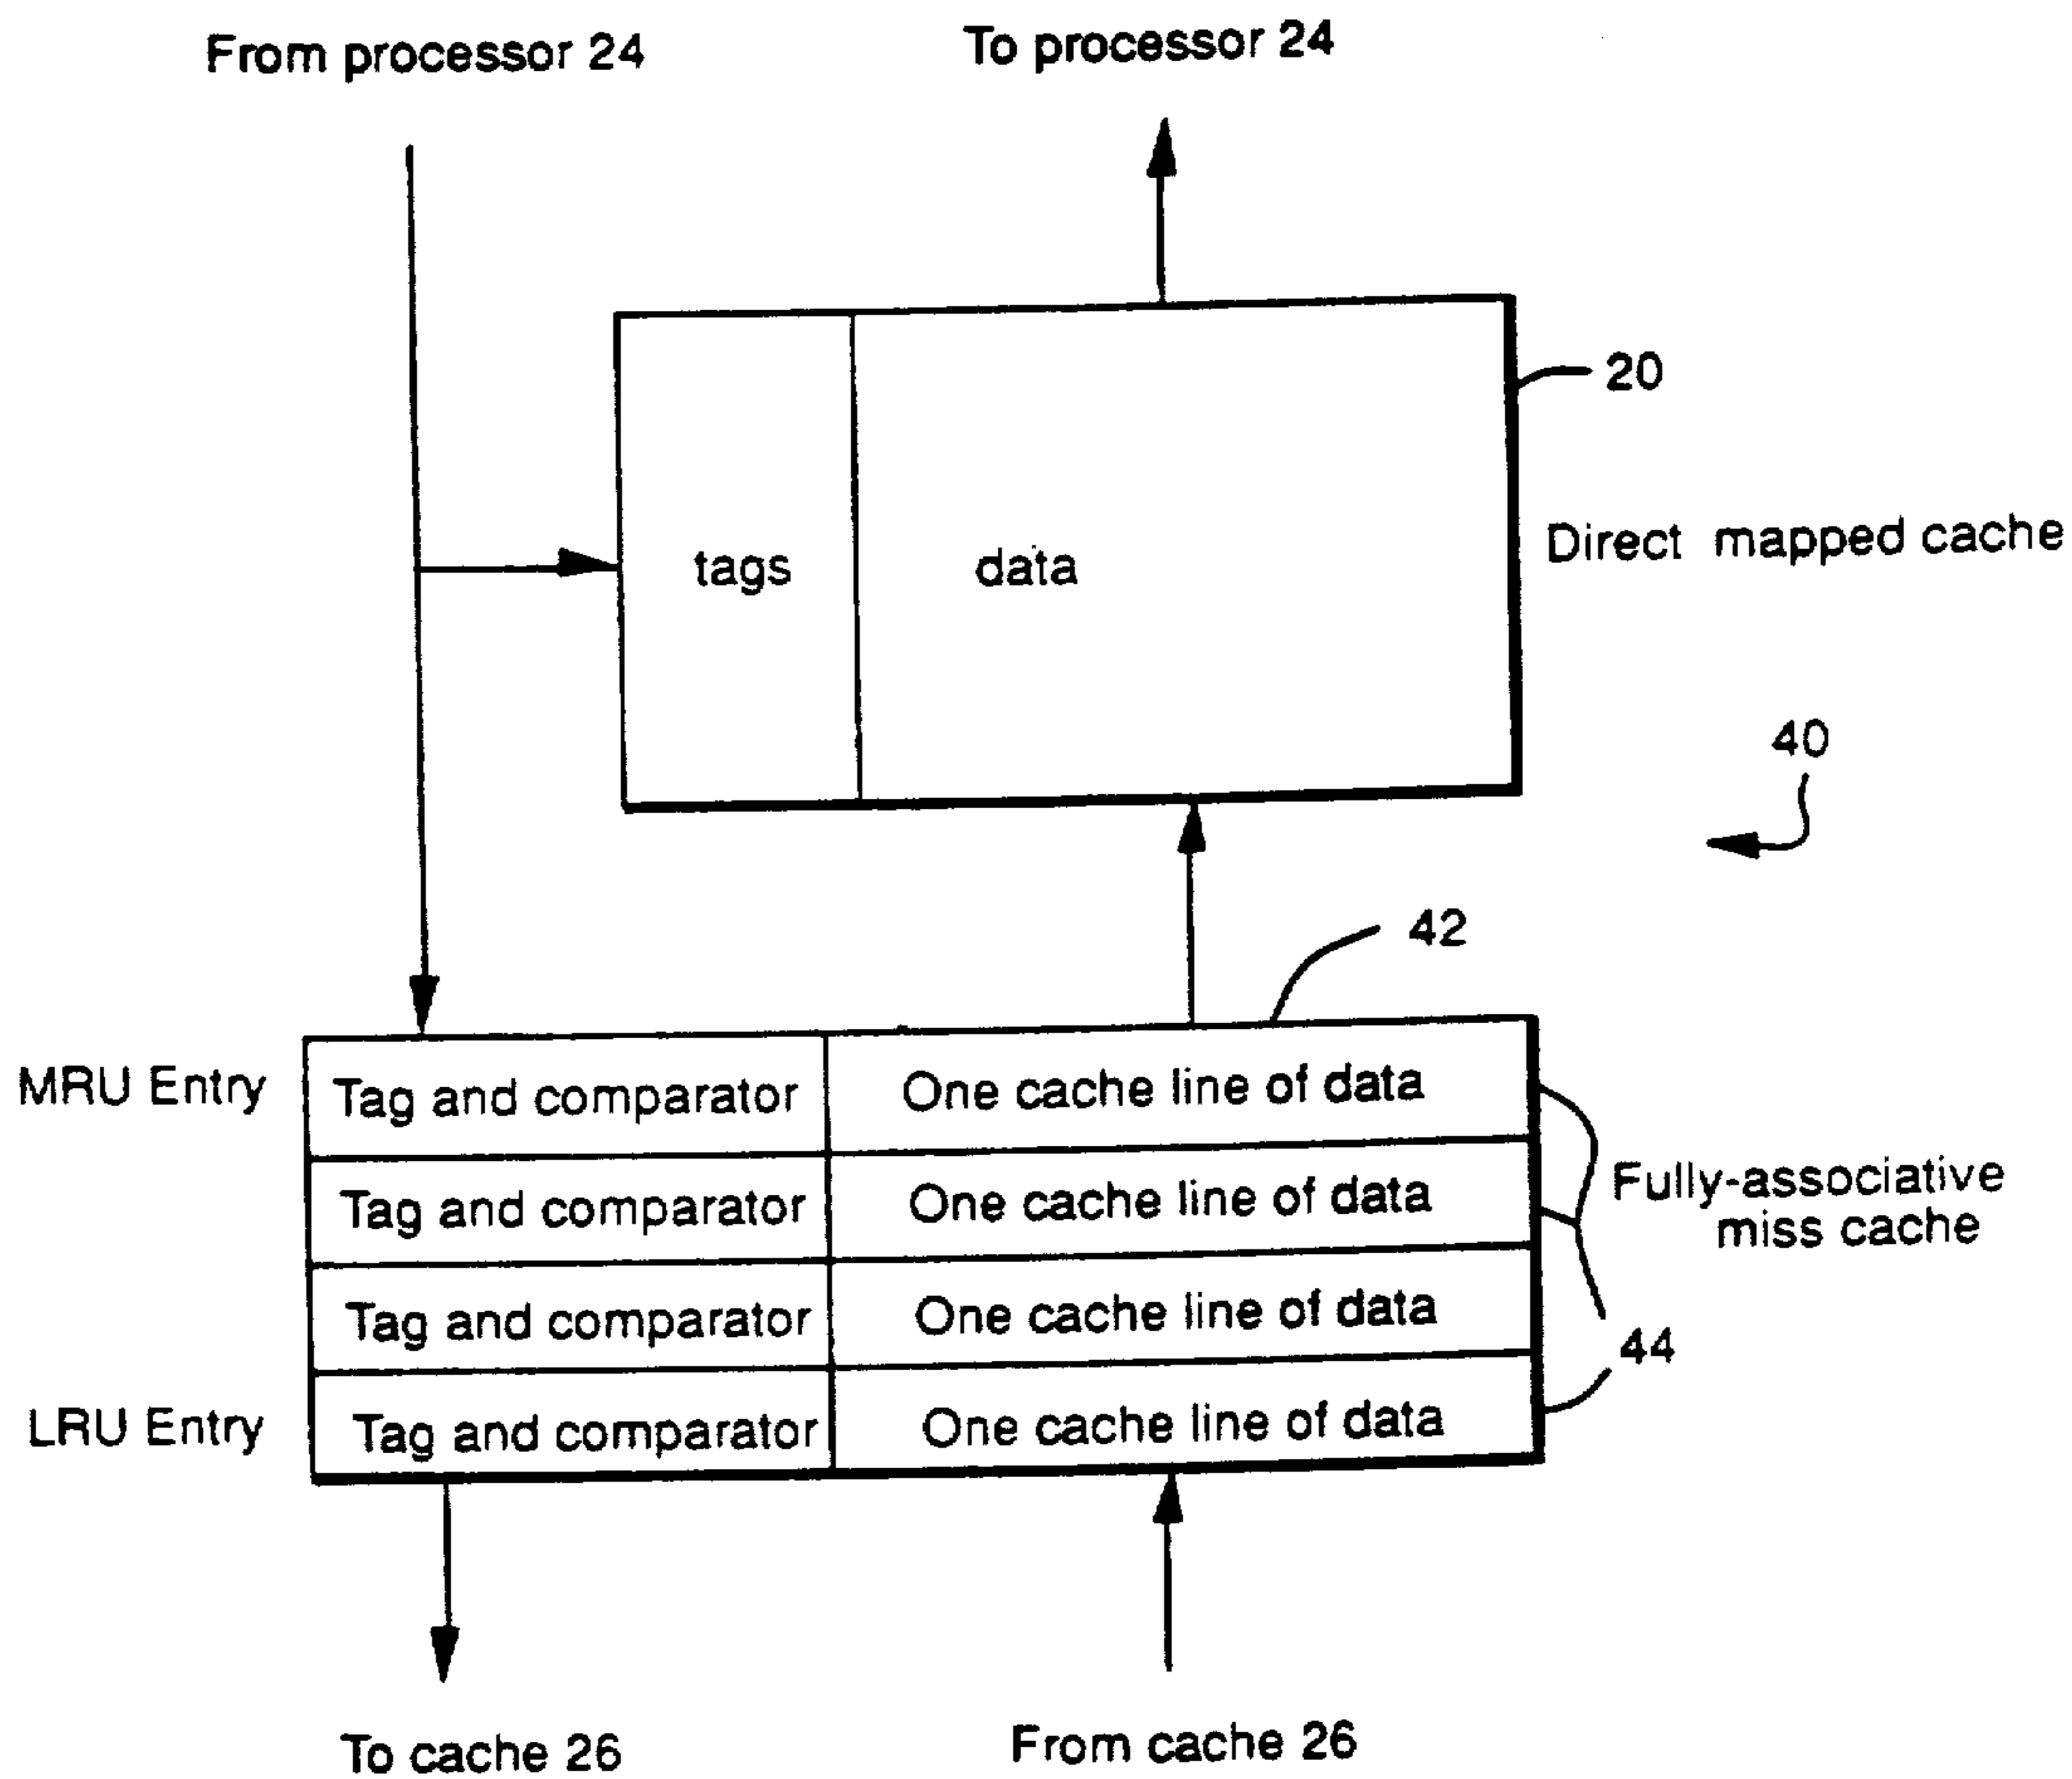 From processor 24
To processor 24
20
tags
data
Direct mapped cache
40
42
MRU Entry
Tag and comparator
One cache line of data
Tag and comparator
One cache line of data
Fully-associative
miss cache
Tag and comparator
One cache line of data
44
LRU Entry
Tag and comparator
One cache line of data
To cache 26
From cache 26